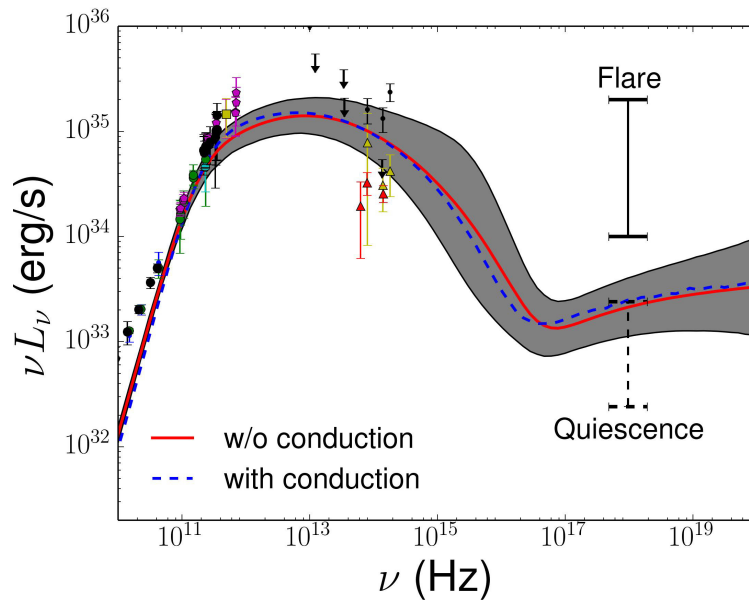 10^36
10^35
10^34
10^33
10^32
νL_ν (erg/s)
Flare
Quiescence
w/o conduction
with conduction
10^11
10^13
10^15
10^17
10^19
ν (Hz)